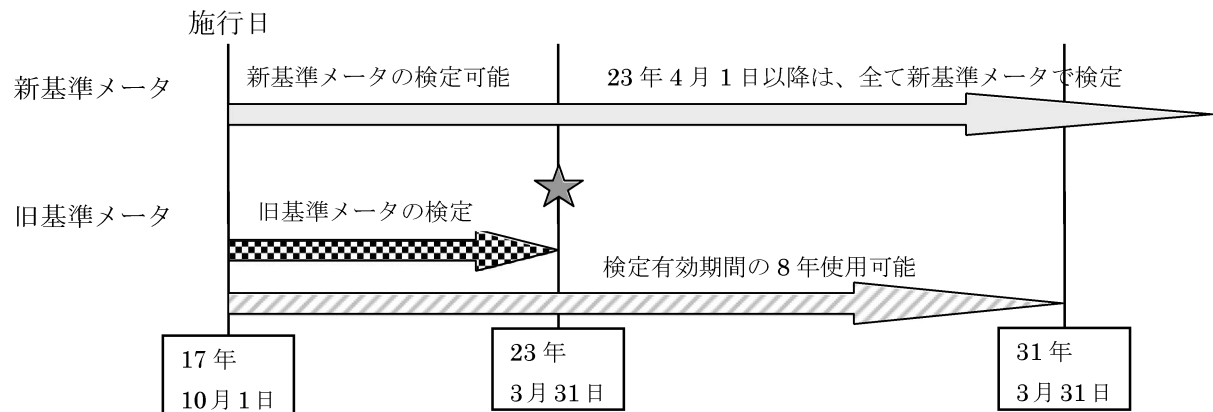 施行日
新基準メータ
新基準メータの検定可能
23年4月1日以降は、全て新基準メータで検定
旧基準メータ
旧基準メータの検定
検定有効期間の8年使用可能
17年
10月1日
23年
3月31日
31年
3月31日